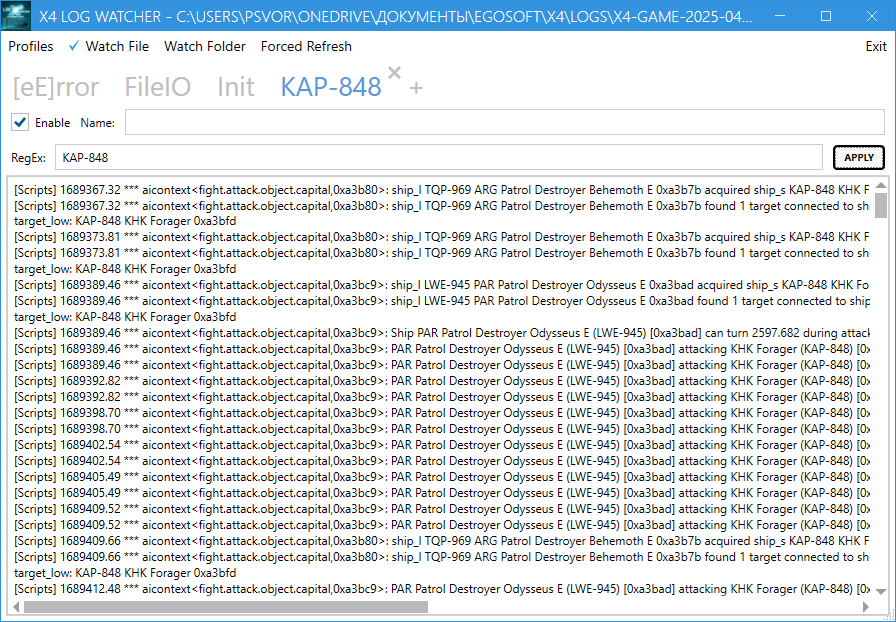 X4 LOG WATCHER - C:\USERS\PSVOR\ONEDRIVE\ДОКУМЕНТЫ\EGOSOFT\X4\LOGS\X4-GAME-2025-04...
Profiles ✓ Watch File Watch Folder Forced Refresh Exit
[eE]rror FileIO Init KAP-848 × +
Enable Name:
RegEx: KAP-848 APPLY
[Scripts] 1689367.32 *** aicontext<fight.attack.object.capital,0xa3b80>: ship_l TQP-969 ARG Patrol Destroyer Behemoth E 0xa3b7b acquired ship_s KAP-848 KHK F
[Scripts] 1689367.32 *** aicontext<fight.attack.object.capital,0xa3b80>: ship_l TQP-969 ARG Patrol Destroyer Behemoth E 0xa3b7b found 1 target connected to sh
target_low: KAP-848 KHK Forager 0xa3bfd
[Scripts] 1689373.81 *** aicontext<fight.attack.object.capital,0xa3b80>: ship_l TQP-969 ARG Patrol Destroyer Behemoth E 0xa3b7b acquired ship_s KAP-848 KHK F
[Scripts] 1689373.81 *** aicontext<fight.attack.object.capital,0xa3b80>: ship_l TQP-969 ARG Patrol Destroyer Behemoth E 0xa3b7b found 1 target connected to sh
target_low: KAP-848 KHK Forager 0xa3bfd
[Scripts] 1689389.46 *** aicontext<fight.attack.object.capital,0xa3bc9>: ship_l LWE-945 PAR Patrol Destroyer Odysseus E 0xa3bad acquired ship_s KAP-848 KHK Fo
[Scripts] 1689389.46 *** aicontext<fight.attack.object.capital,0xa3bc9>: ship_l LWE-945 PAR Patrol Destroyer Odysseus E 0xa3bad found 1 target connected to ship
target_low: KAP-848 KHK Forager 0xa3bfd
[Scripts] 1689389.46 *** aicontext<fight.attack.object.capital,0xa3bc9>: Ship PAR Patrol Destroyer Odysseus E (LWE-945) [0xa3bad] can turn 2597.682 during attack
[Scripts] 1689389.46 *** aicontext<fight.attack.object.capital,0xa3bc9>: PAR Patrol Destroyer Odysseus E (LWE-945) [0xa3bad] attacking KHK Forager (KAP-848) [0x
[Scripts] 1689389.46 *** aicontext<fight.attack.object.capital,0xa3bc9>: PAR Patrol Destroyer Odysseus E (LWE-945) [0xa3bad] attacking KHK Forager (KAP-848) [0x
[Scripts] 1689392.82 *** aicontext<fight.attack.object.capital,0xa3bc9>: PAR Patrol Destroyer Odysseus E (LWE-945) [0xa3bad] attacking KHK Forager (KAP-848) [0x
[Scripts] 1689392.82 *** aicontext<fight.attack.object.capital,0xa3bc9>: PAR Patrol Destroyer Odysseus E (LWE-945) [0xa3bad] attacking KHK Forager (KAP-848) [0x
[Scripts] 1689398.70 *** aicontext<fight.attack.object.capital,0xa3bc9>: PAR Patrol Destroyer Odysseus E (LWE-945) [0xa3bad] attacking KHK Forager (KAP-848) [0x
[Scripts] 1689398.70 *** aicontext<fight.attack.object.capital,0xa3bc9>: PAR Patrol Destroyer Odysseus E (LWE-945) [0xa3bad] attacking KHK Forager (KAP-848) [0x
[Scripts] 1689402.54 *** aicontext<fight.attack.object.capital,0xa3bc9>: PAR Patrol Destroyer Odysseus E (LWE-945) [0xa3bad] attacking KHK Forager (KAP-848) [0x
[Scripts] 1689402.54 *** aicontext<fight.attack.object.capital,0xa3bc9>: PAR Patrol Destroyer Odysseus E (LWE-945) [0xa3bad] attacking KHK Forager (KAP-848) [0x
[Scripts] 1689405.49 *** aicontext<fight.attack.object.capital,0xa3bc9>: PAR Patrol Destroyer Odysseus E (LWE-945) [0xa3bad] attacking KHK Forager (KAP-848) [0x
[Scripts] 1689405.49 *** aicontext<fight.attack.object.capital,0xa3bc9>: PAR Patrol Destroyer Odysseus E (LWE-945) [0xa3bad] attacking KHK Forager (KAP-848) [0x
[Scripts] 1689409.52 *** aicontext<fight.attack.object.capital,0xa3bc9>: PAR Patrol Destroyer Odysseus E (LWE-945) [0xa3bad] attacking KHK Forager (KAP-848) [0x
[Scripts] 1689409.52 *** aicontext<fight.attack.object.capital,0xa3bc9>: PAR Patrol Destroyer Odysseus E (LWE-945) [0xa3bad] attacking KHK Forager (KAP-848) [0x
[Scripts] 1689409.66 *** aicontext<fight.attack.object.capital,0xa3b80>: ship_l TQP-969 ARG Patrol Destroyer Behemoth E 0xa3b7b acquired ship_s KAP-848 KHK F
[Scripts] 1689409.66 *** aicontext<fight.attack.object.capital,0xa3b80>: ship_l TQP-969 ARG Patrol Destroyer Behemoth E 0xa3b7b found 1 target connected to sh
target_low: KAP-848 KHK Forager 0xa3bfd
[Scripts] 1689412.48 *** aicontext<fight.attack.object.capital,0xa3bc9>: PAR Patrol Destroyer Odysseus E (LWE-945) [0xa3bad] attacking KHK Forager (KAP-848) [0x